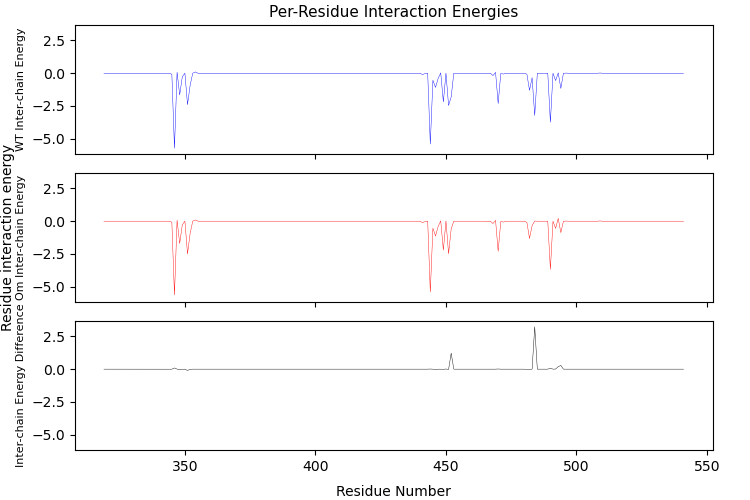 Per-Residue Interaction Energies
Residue interaction energy
WT Inter-chain Energy
2.5
0.0
−2.5
−5.0
Om Inter-chain Energy
2.5
0.0
−2.5
−5.0
Inter-chain Energy Difference
2.5
0.0
−2.5
−5.0
350
400
450
500
550
Residue Number